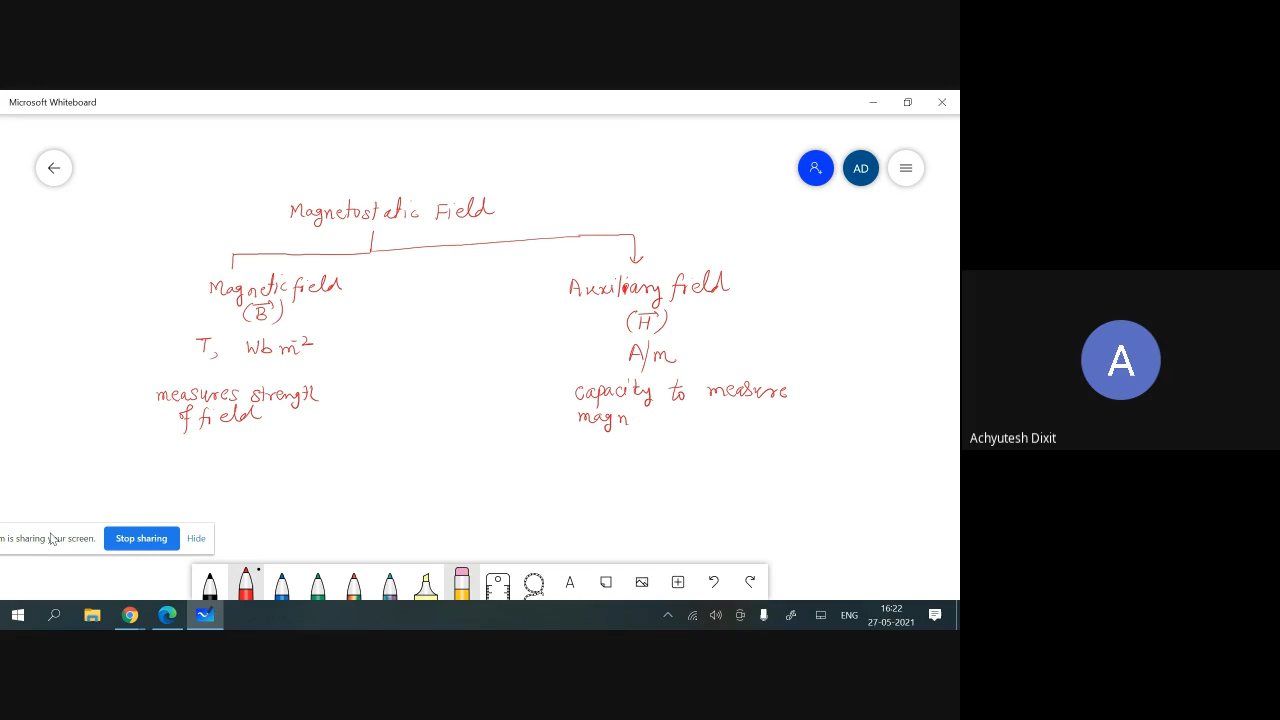 Microsoft Whiteboard
AD
Magnetostatic Field
Magnetic field
(B⃗)
T, Wb m⁻²
measures strength
of field
Auxiliary field
(H⃗)
A/m
capacity to measure
magn
A
Achyutesh Dixit
m is sharing your screen.
Stop sharing
Hide
A
ENG
16:22
27-05-2021